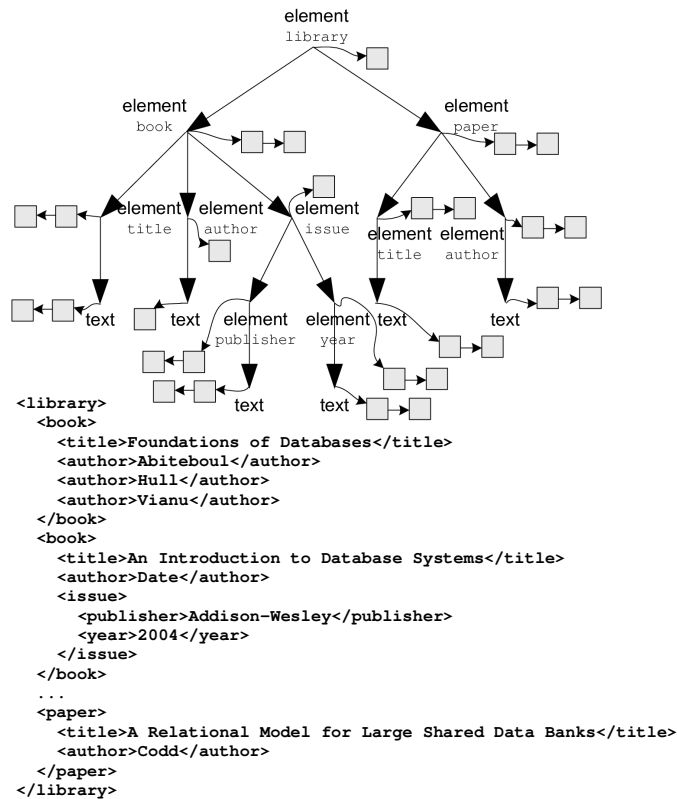 element
library
element
book
element
paper
element
title
element
author
element
issue
element
title
element
author
text
text
element
publisher
element
year
text
text
text
text
<library>
  <book>
    <title>Foundations of Databases</title>
    <author>Abiteboul</author>
    <author>Hull</author>
    <author>Vianu</author>
  </book>
  <book>
    <title>An Introduction to Database Systems</title>
    <author>Date</author>
    <issue>
      <publisher>Addison-Wesley</publisher>
      <year>2004</year>
    </issue>
  </book>
  ...
  <paper>
    <title>A Relational Model for Large Shared Data Banks</title>
    <author>Codd</author>
  </paper>
</library>